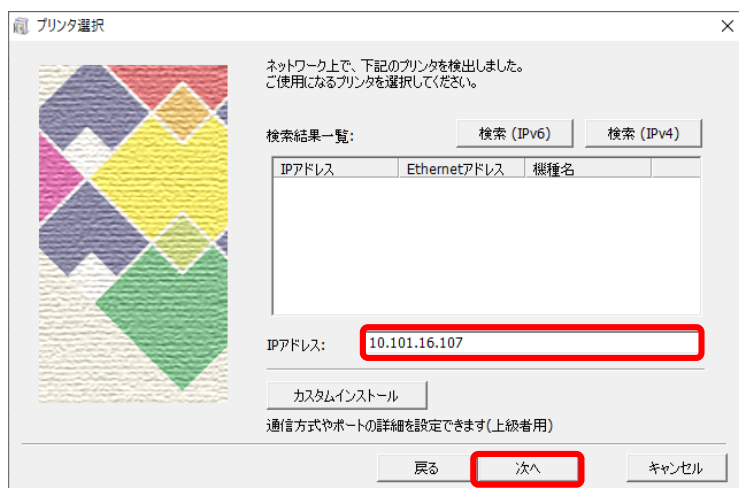 プリンタ選択
ネットワーク上で、下記のプリンタを検出しました。
ご使用になるプリンタを選択してください。
検索結果一覧: 検索 (IPv6) 検索 (IPv4)
IPアドレス Ethernetアドレス 機種名
IPアドレス: 10.101.16.107
カスタムインストール
通信方式やポートの詳細を設定できます(上級者用)
戻る 次へ キャンセル